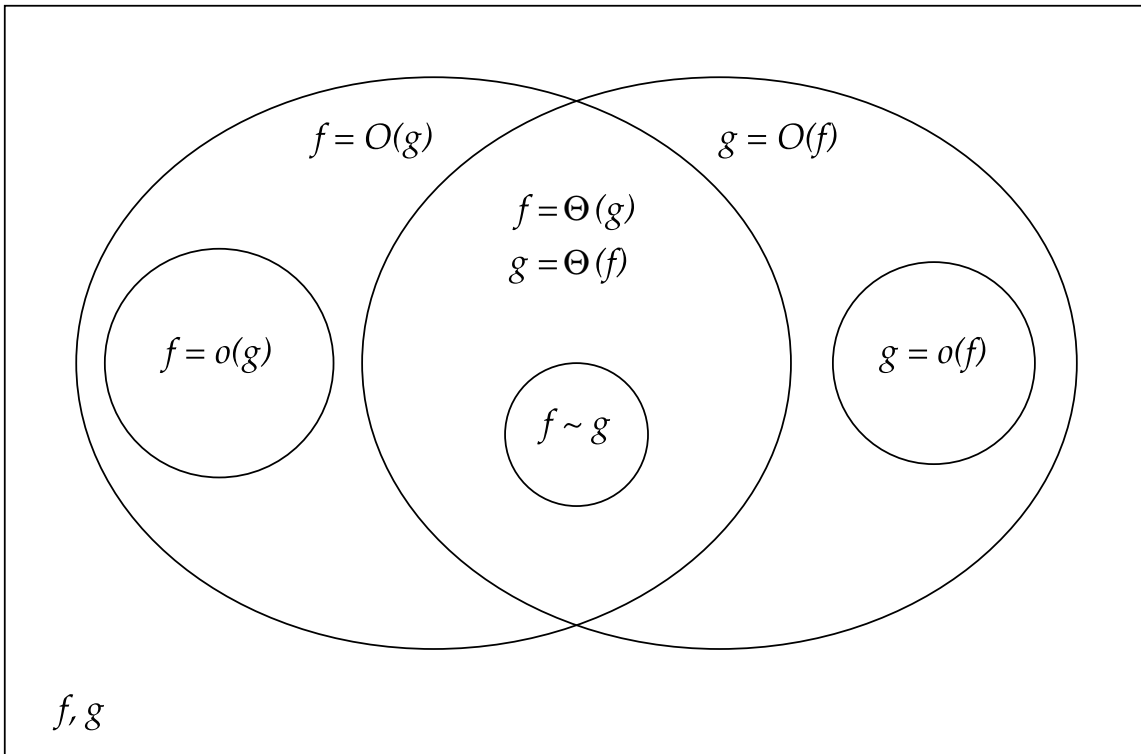 f = O(g)
g = O(f)
f = Θ(g)
g = Θ(f)
f = o(g)
g = o(f)
f ~ g
f, g